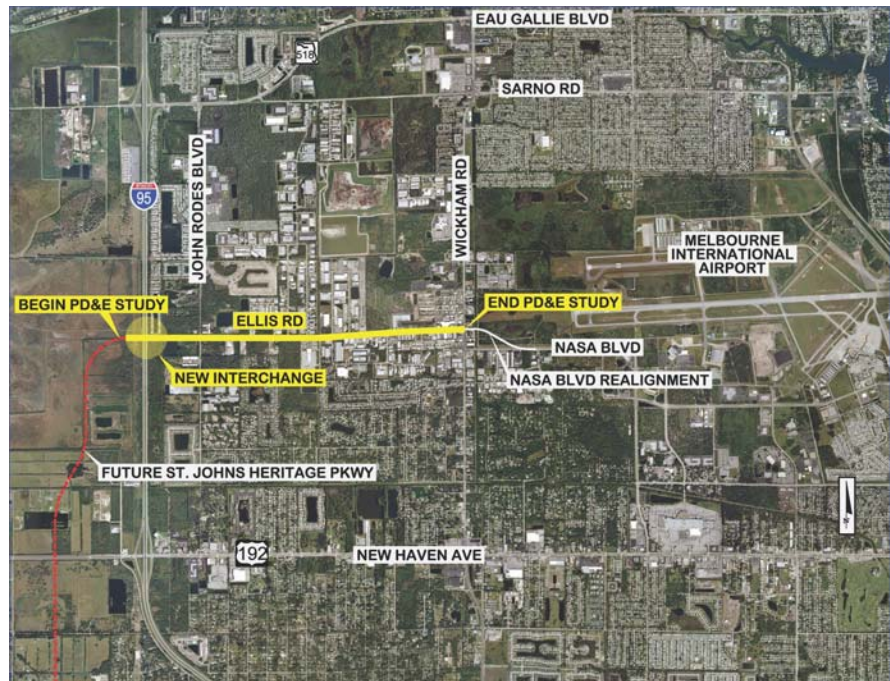 EAU GALLIE BLVD
518
SARNO RD
JOHN RODES BLVD
WICKHAM RD
95
MELBOURNE
INTERNATIONAL
AIRPORT
BEGIN PD&E STUDY
ELLIS RD
END PD&E STUDY
NEW INTERCHANGE
NASA BLVD
NASA BLVD REALIGNMENT
FUTURE ST. JOHNS HERITAGE PKWY
192
NEW HAVEN AVE